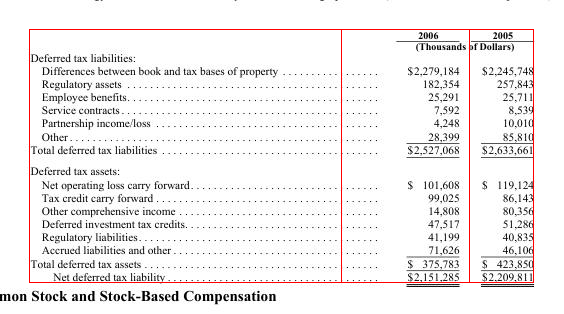 2006 2005
(Thousands of Dollars)
Deferred tax liabilities:
Differences between book and tax bases of property . . . . . . . . . . . . . . . . $2,279,184 $2,245,748
Regulatory assets . . . . . . . . . . . . . . . . 182,354 257,843
Employee benefits. . . . . . . . . . . . . . . . 25,291 25,711
Service contracts. . . . . . . . . . . . . . . . 7,592 8,539
Partnership income/loss . . . . . . . . . . . . . . . . 4,248 10,010
Other . . . . . . . . . . . . . . . . 28,399 85,810
Total deferred tax liabilities . . . . . . . . . . . . . . . . $2,527,068 $2,633,661
Deferred tax assets:
Net operating loss carry forward. . . . . . . . . . . . . . . . $ 101,608 $ 119,124
Tax credit carry forward . . . . . . . . . . . . . . . . 99,025 86,143
Other comprehensive income . . . . . . . . . . . . . . . . 14,808 80,356
Deferred investment tax credits. . . . . . . . . . . . . . . . 47,517 51,286
Regulatory liabilities. . . . . . . . . . . . . . . . 41,199 40,835
Accrued liabilities and other . . . . . . . . . . . . . . . . 71,626 46,106
Total deferred tax assets . . . . . . . . . . . . . . . . $ 375,783 $ 423,850
Net deferred tax liability . . . . . . . . . . . . . . . . $2,151,285 $2,209,811
mon Stock and Stock-Based Compensation